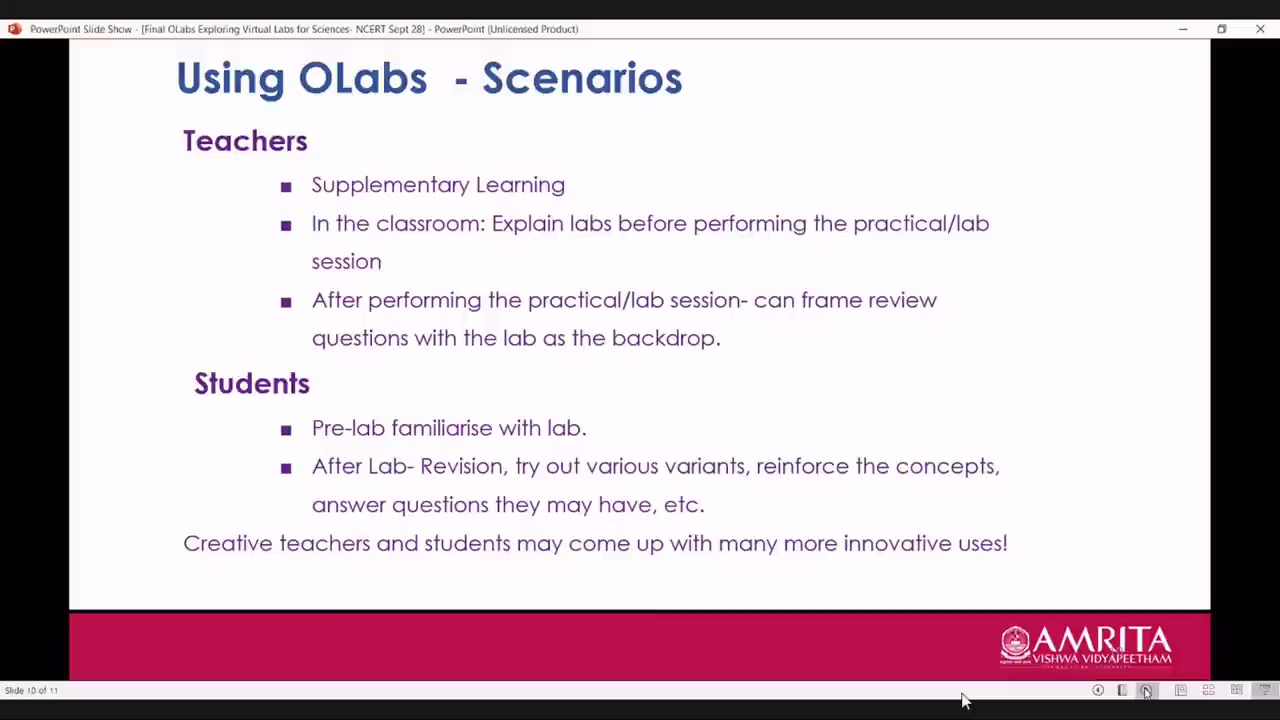 PowerPoint Slide Show - [Final OLabs Exploring Virtual Labs for Sciences- NCERT Sept 28] - PowerPoint (Unlicensed Product)
Using OLabs - Scenarios
Teachers
■ Supplementary Learning
■ In the classroom: Explain labs before performing the practical/lab
session
■ After performing the practical/lab session- can frame review
questions with the lab as the backdrop.
Students
■ Pre-lab familiarise with lab.
■ After Lab- Revision, try out various variants, reinforce the concepts,
answer questions they may have, etc.
Creative teachers and students may come up with many more innovative uses!
AMRITA
VISHWA VIDYAPEETHAM
Slide 10 of 11